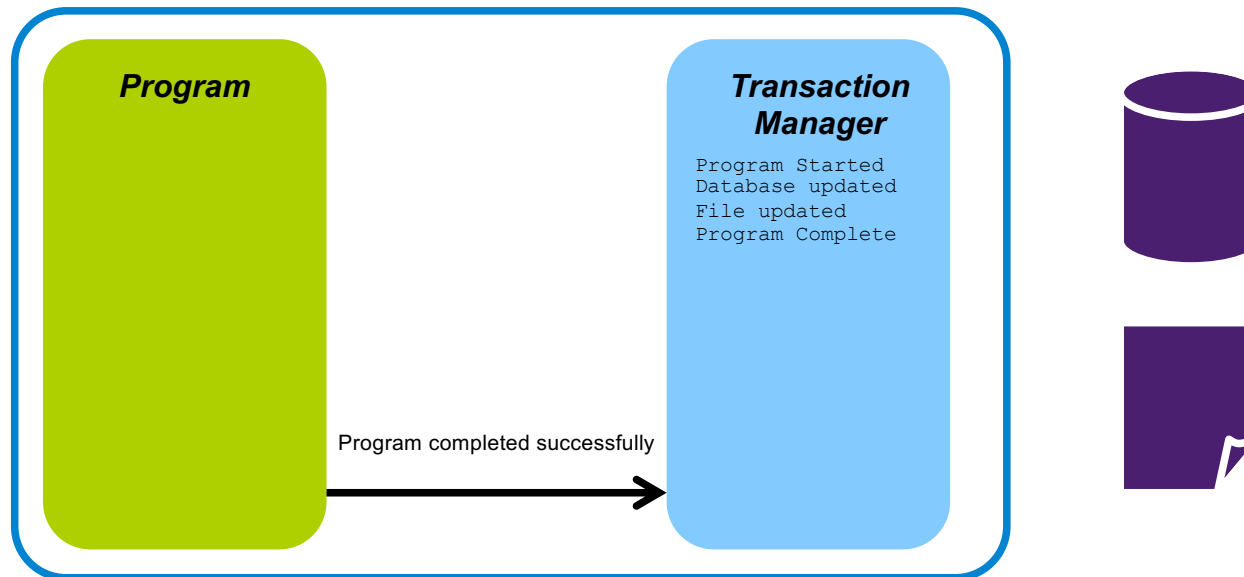 Program
Transaction
Manager
Program Started
Database updated
File updated
Program Complete
Program completed successfully